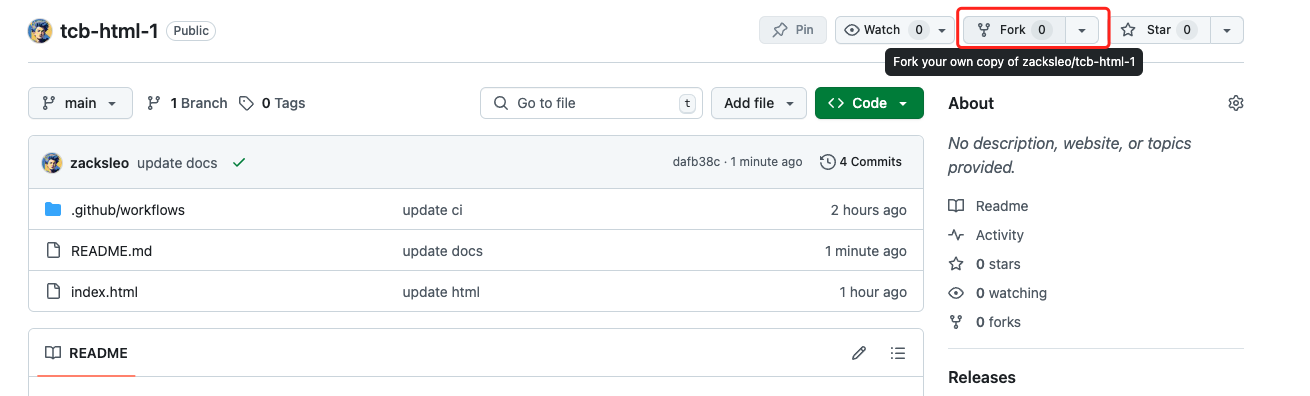 tcb-html-1 Public Pin Watch 0 Fork 0 Star 0
Fork your own copy of zacksleo/tcb-html-1
main 1 Branch 0 Tags Go to file t Add file Code
zacksleo update docs dafb38c · 1 minute ago 4 Commits
.github/workflows update ci 2 hours ago
README.md update docs 1 minute ago
index.html update html 1 hour ago
README
About
No description, website, or topics
provided.
Readme
Activity
0 stars
0 watching
0 forks
Releases